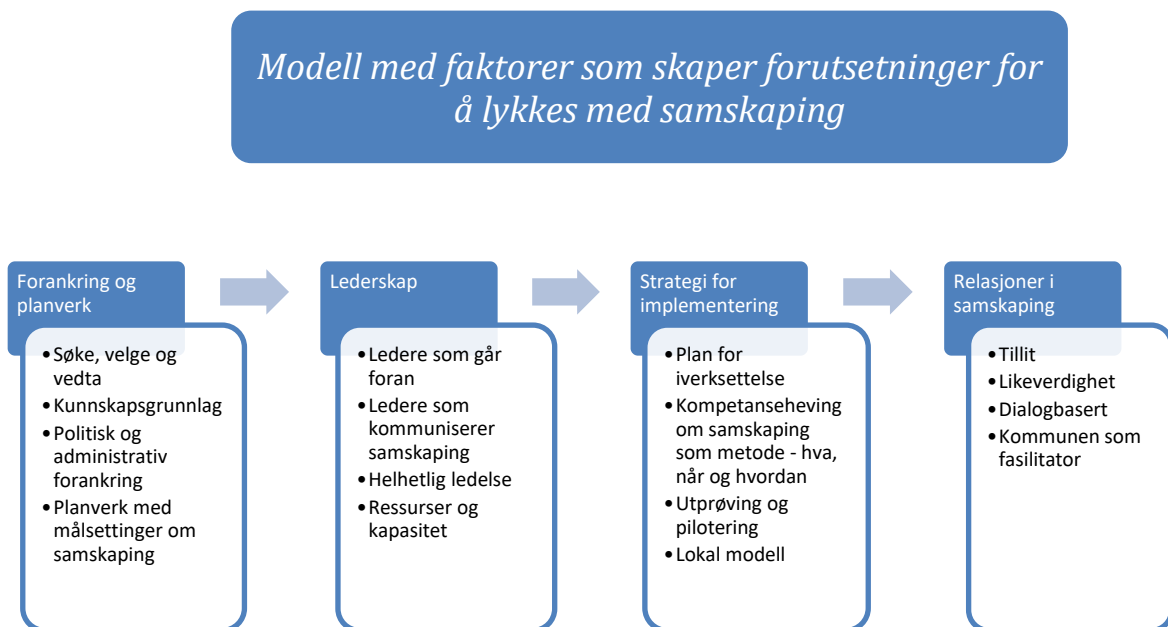 Modell med faktorer som skaper forutsetninger for
å lykkes med samskaping
Forankring og
planverk
•Søke, velge og
vedta
•Kunnskapsgrunnlag
•Politisk og
administrativ
forankring
•Planverk med
målsettinger om
samskaping
Lederskap
•Ledere som går
foran
•Ledere som
kommuniserer
samskaping
•Helhetlig ledelse
•Ressurser og
kapasitet
Strategi for
implementering
•Plan for
iverksettelse
•Kompetanseheving
om samskaping
som metode - hva,
når og hvordan
•Utprøving og
pilotering
•Lokal modell
Relasjoner i
samskaping
•Tillit
•Likeverdighet
•Dialogbasert
•Kommunen som
fasilitator